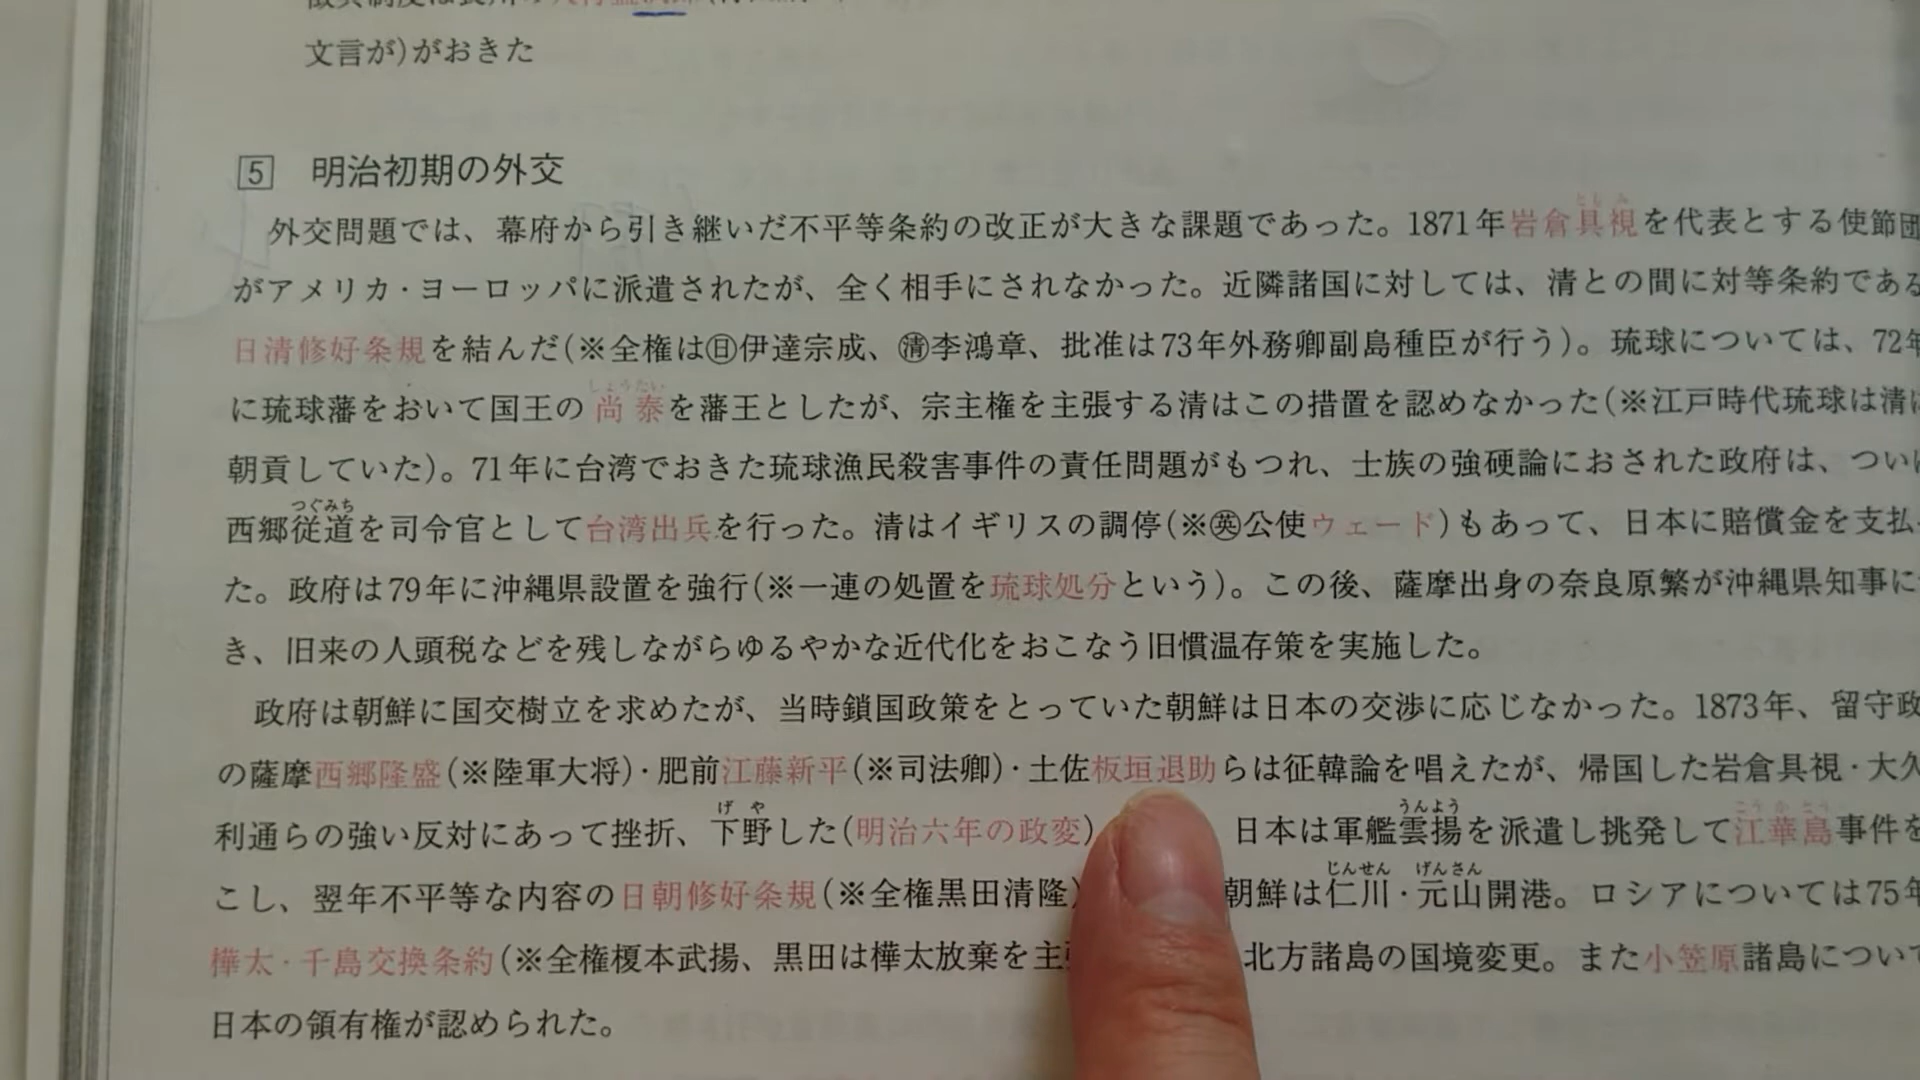 文言が)がおきた
5 明治初期の外交
外交問題では、幕府から引き継いだ不平等条約の改正が大きな課題であった。1871年岩倉具視を代表とする使節団
がアメリカ・ヨーロッパに派遣されたが、全く相手にされなかった。近隣諸国に対しては、清との間に対等条約である
日清修好条規を結んだ(※全権は㊐伊達宗成、清李鴻章、批准は73年外務卿副島種臣が行う)。琉球については、72年
に琉球藩をおいて国王の尚泰を藩王としたが、宗主権を主張する清はこの措置を認めなかった(※江戸時代琉球は清に
朝貢していた)。71年に台湾でおきた琉球漁民殺害事件の責任問題がもつれ、士族の強硬論におされた政府は、ついに
西郷従道を司令官として台湾出兵を行った。清はイギリスの調停(※英公使ウェード)もあって、日本に賠償金を支払
た。政府は79年に沖縄県設置を強行(※一連の処置を琉球処分という)。この後、薩摩出身の奈良原繁が沖縄県知事に
き、旧来の人頭税などを残しながらゆるやかな近代化をおこなう旧慣温存策を実施した。
政府は朝鮮に国交樹立を求めたが、当時鎖国政策をとっていた朝鮮は日本の交渉に応じなかった。1873年、留守政
の薩摩西郷隆盛(※陸軍大将)・肥前江藤新平(※司法卿)・土佐板垣退助らは征韓論を唱えたが、帰国した岩倉具視・大久
利通らの強い反対にあって挫折、下野した(明治六年の政変) 日本は軍艦雲揚を派遣し挑発して江華島事件を
こし、翌年不平等な内容の日朝修好条規(※全権黒田清隆) 朝鮮は仁川・元山開港。ロシアについては75年
樺太・千島交換条約(※全権榎本武揚、黒田は樺太放棄を主 北方諸島の国境変更。また小笠原諸島について
日本の領有権が認められた。